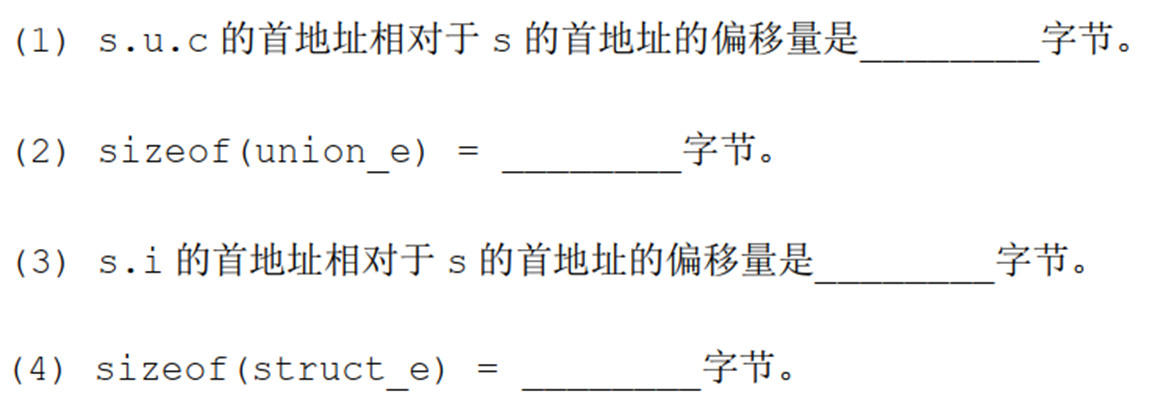 (1) s.u.c 的首地址相对于 s 的首地址的偏移量是________字节。
(2) sizeof(union_e) = ________字节。
(3) s.i 的首地址相对于 s 的首地址的偏移量是________字节。
(4) sizeof(struct_e) = ________字节。